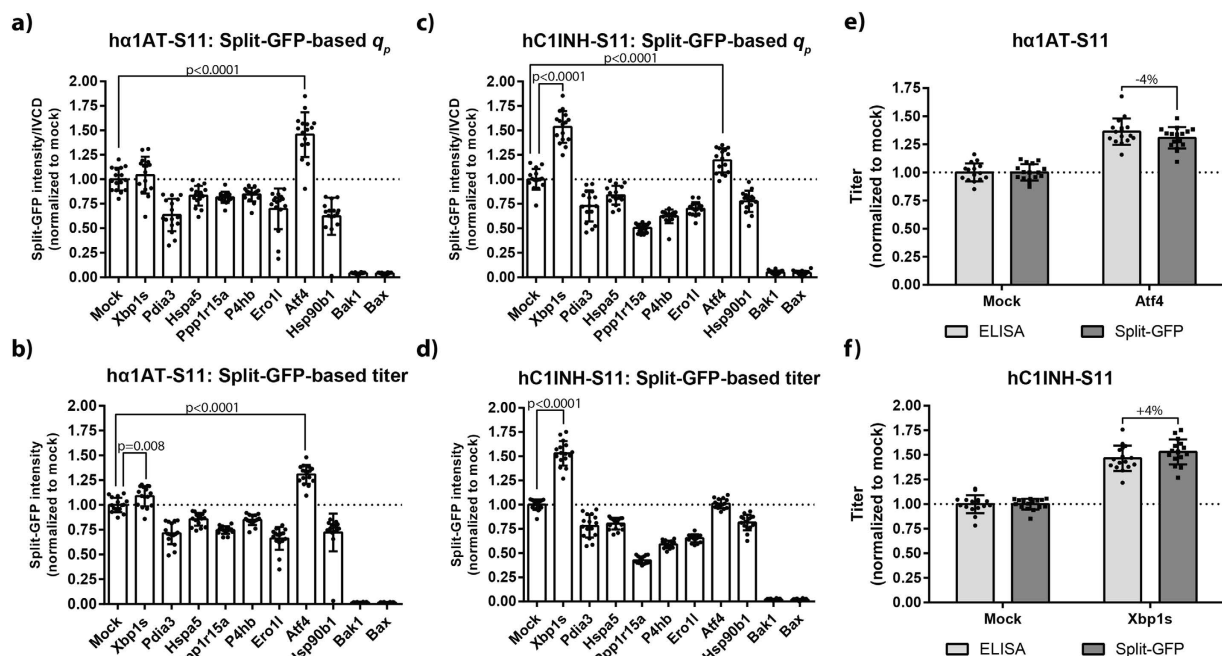 a)
hα1AT-S11: Split-GFP-based qp
p<0.0001
Split-GFP intensity/IVCD
(normalized to mock)
2.00
1.75
1.50
1.25
1.00
0.75
0.50
0.25
0.00
Mock
Xbp1s
Pdia3
Hspa5
Ppp1r15a
P4hb
Ero1l
Atf4
Hsp90b1
Bak1
Bax
b)
hα1AT-S11: Split-GFP-based titer
p<0.0001
p=0.008
Split-GFP intensity
(normalized to mock)
2.00
1.75
1.50
1.25
1.00
0.75
0.50
0.25
0.00
Mock
Xbp1s
Pdia3
Hspa5
Ppp1r15a
P4hb
Ero1l
Atf4
Hsp90b1
Bak1
Bax
c)
hC1INH-S11: Split-GFP-based qp
p<0.0001
p<0.0001
Split-GFP intensity/IVCD
(normalized to mock)
2.00
1.75
1.50
1.25
1.00
0.75
0.50
0.25
0.00
Mock
Xbp1s
Pdia3
Hspa5
Ppp1r15a
P4hb
Ero1l
Atf4
Hsp90b1
Bak1
Bax
d)
hC1INH-S11: Split-GFP-based titer
p<0.0001
Split-GFP intensity
(normalized to mock)
2.00
1.75
1.50
1.25
1.00
0.75
0.50
0.25
0.00
Mock
Xbp1s
Pdia3
Hspa5
Ppp1r15a
P4hb
Ero1l
Atf4
Hsp90b1
Bak1
Bax
e)
hα1AT-S11
-4%
Titer
(normalized to mock)
1.75
1.50
1.25
1.00
0.75
0.50
0.25
0.00
Mock
Atf4
ELISA
Split-GFP
f)
hC1INH-S11
+4%
Titer
(normalized to mock)
2.00
1.75
1.50
1.25
1.00
0.75
0.50
0.25
0.00
Mock
Xbp1s
ELISA
Split-GFP